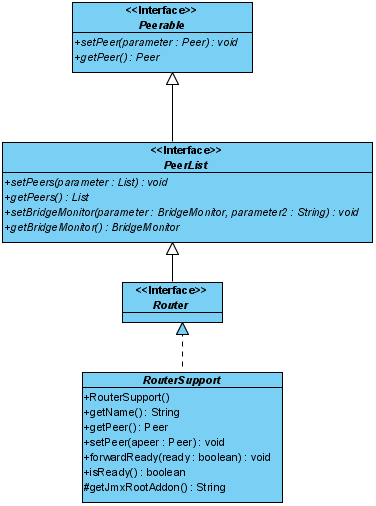 <<Interface>>
Peerable
+setPeer(parameter : Peer) : void
+getPeer() : Peer
<<Interface>>
PeerList
+setPeers(parameter : List) : void
+getPeers() : List
+setBridgeMonitor(parameter : BridgeMonitor, parameter2 : String) : void
+getBridgeMonitor() : BridgeMonitor
<<Interface>>
Router
RouterSupport
+RouterSupport()
+getName() : String
+getPeer() : Peer
+setPeer(apeer : Peer) : void
+forwardReady(ready : boolean) : void
+isReady() : boolean
#getJmxRootAddon() : String